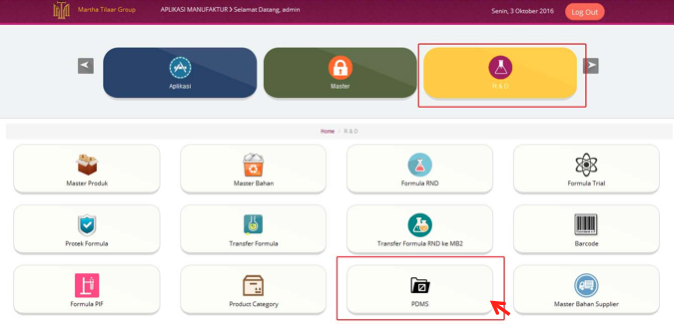 Martha Tilaar Group APLIKASI MANUFAKTUR > Selamat Datang, admin Senin, 3 Oktober 2016 Log Out
Aplikasi Master R & D
Home / R & D
Master Produk Master Bahan Formula RND Formula Trial
Protek Formula Transfer Formula Transfer Formula RND ke MB2 Barcode
Formula PIF Product Category PDMS Master Bahan Supplier